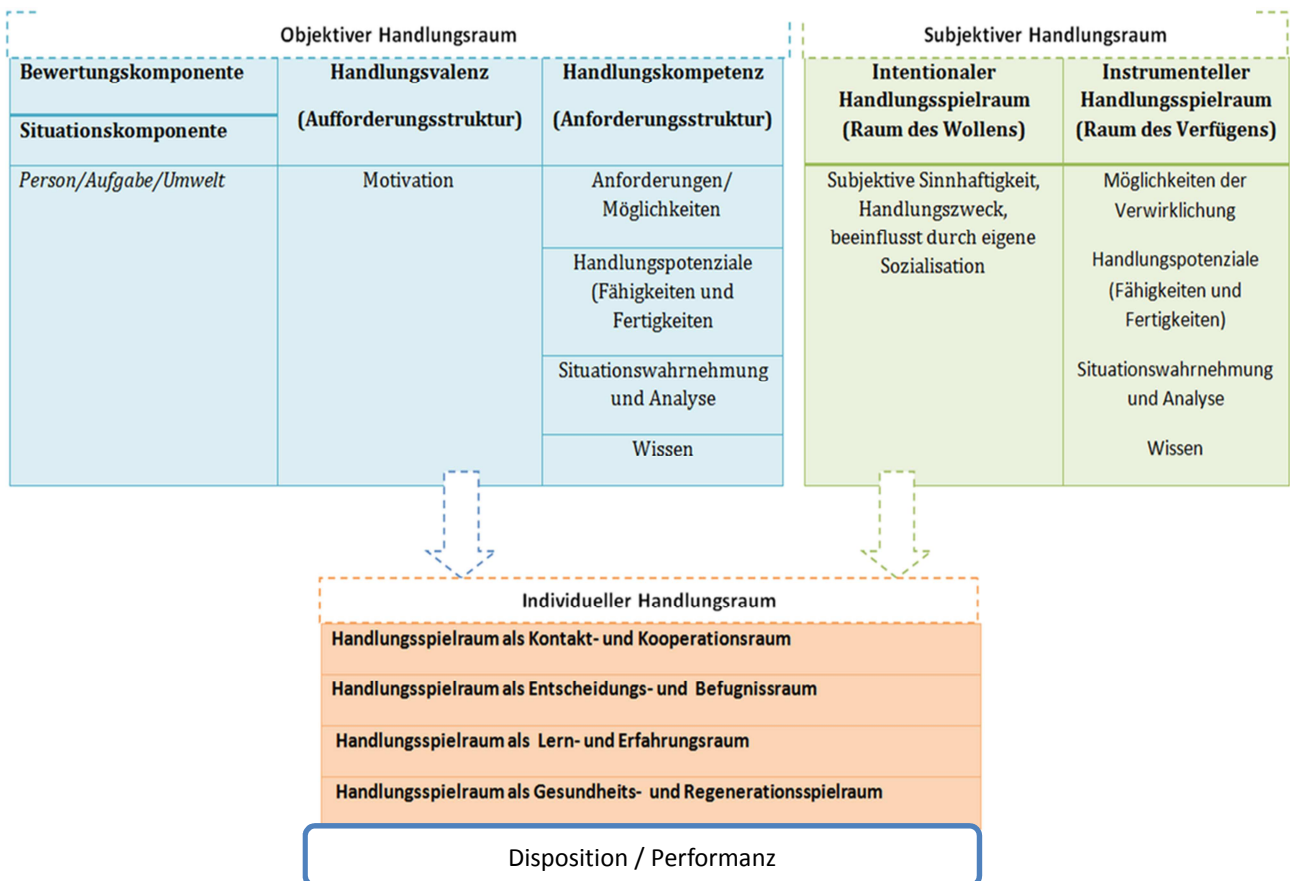 Objektiver Handlungsraum
Bewertungskomponente
Situationskomponente
Handlungsvalenz
(Aufforderungsstruktur)
Handlungskompetenz
(Anforderungsstruktur)
Person/Aufgabe/Umwelt
Motivation
Anforderungen/
Möglichkeiten
Handlungspotenziale
(Fähigkeiten und
Fertigkeiten
Situationswahrnehmung
und Analyse
Wissen
Subjektiver Handlungsraum
Intentionaler
Handlungsspielraum
(Raum des Wollens)
Instrumenteller
Handlungsspielraum
(Raum des Verfügens)
Subjektive Sinnhaftigkeit,
Handlungszweck,
beeinflusst durch eigene
Sozialisation
Möglichkeiten der
Verwirklichung
Handlungspotenziale
(Fähigkeiten und
Fertigkeiten)
Situationswahrnehmung
und Analyse
Wissen
Individueller Handlungsraum
Handlungsspielraum als Kontakt- und Kooperationsraum
Handlungsspielraum als Entscheidungs- und Befugnissraum
Handlungsspielraum als Lern- und Erfahrungsraum
Handlungsspielraum als Gesundheits- und Regenerationsspielraum
Disposition / Performanz